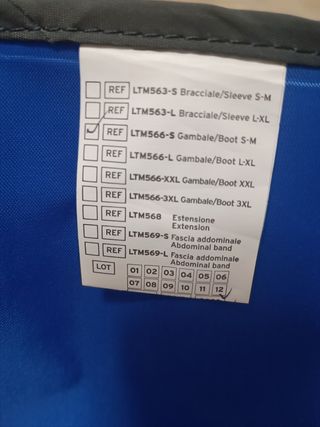 REF LTM563-S Bracciale/Sleeve S-M
REF LTM563-L Bracciale/Sleeve L-XL
REF LTM566-S Gambale/Boot S-M
REF LTM566-L Gambale/Boot L-XL
REF LTM566-XXL Gambale/Boot XXL
REF LTM566-3XL Gambale/Boot 3XL
REF LTM568 Estensione
Extension
REF LTM569-S Fascia addominale
Abdominal band
REF LTM569-L Fascia addominale
Abdominal band
LOT 01 02 03 04 05 06
07 08 09 10 11 12